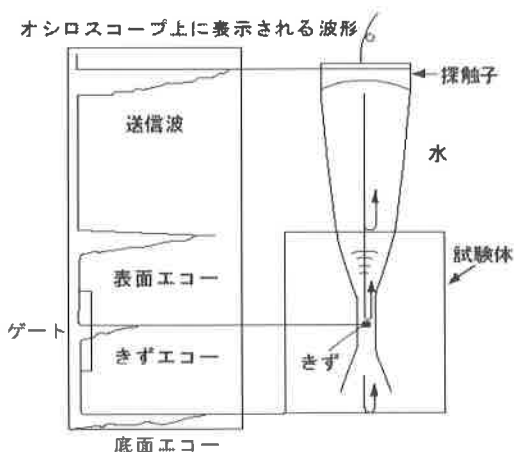 オシロスコープ上に表示される波形
探触子
送信波
水
試験体
表面エコー
ゲート
きずエコー
きず
底面エコー